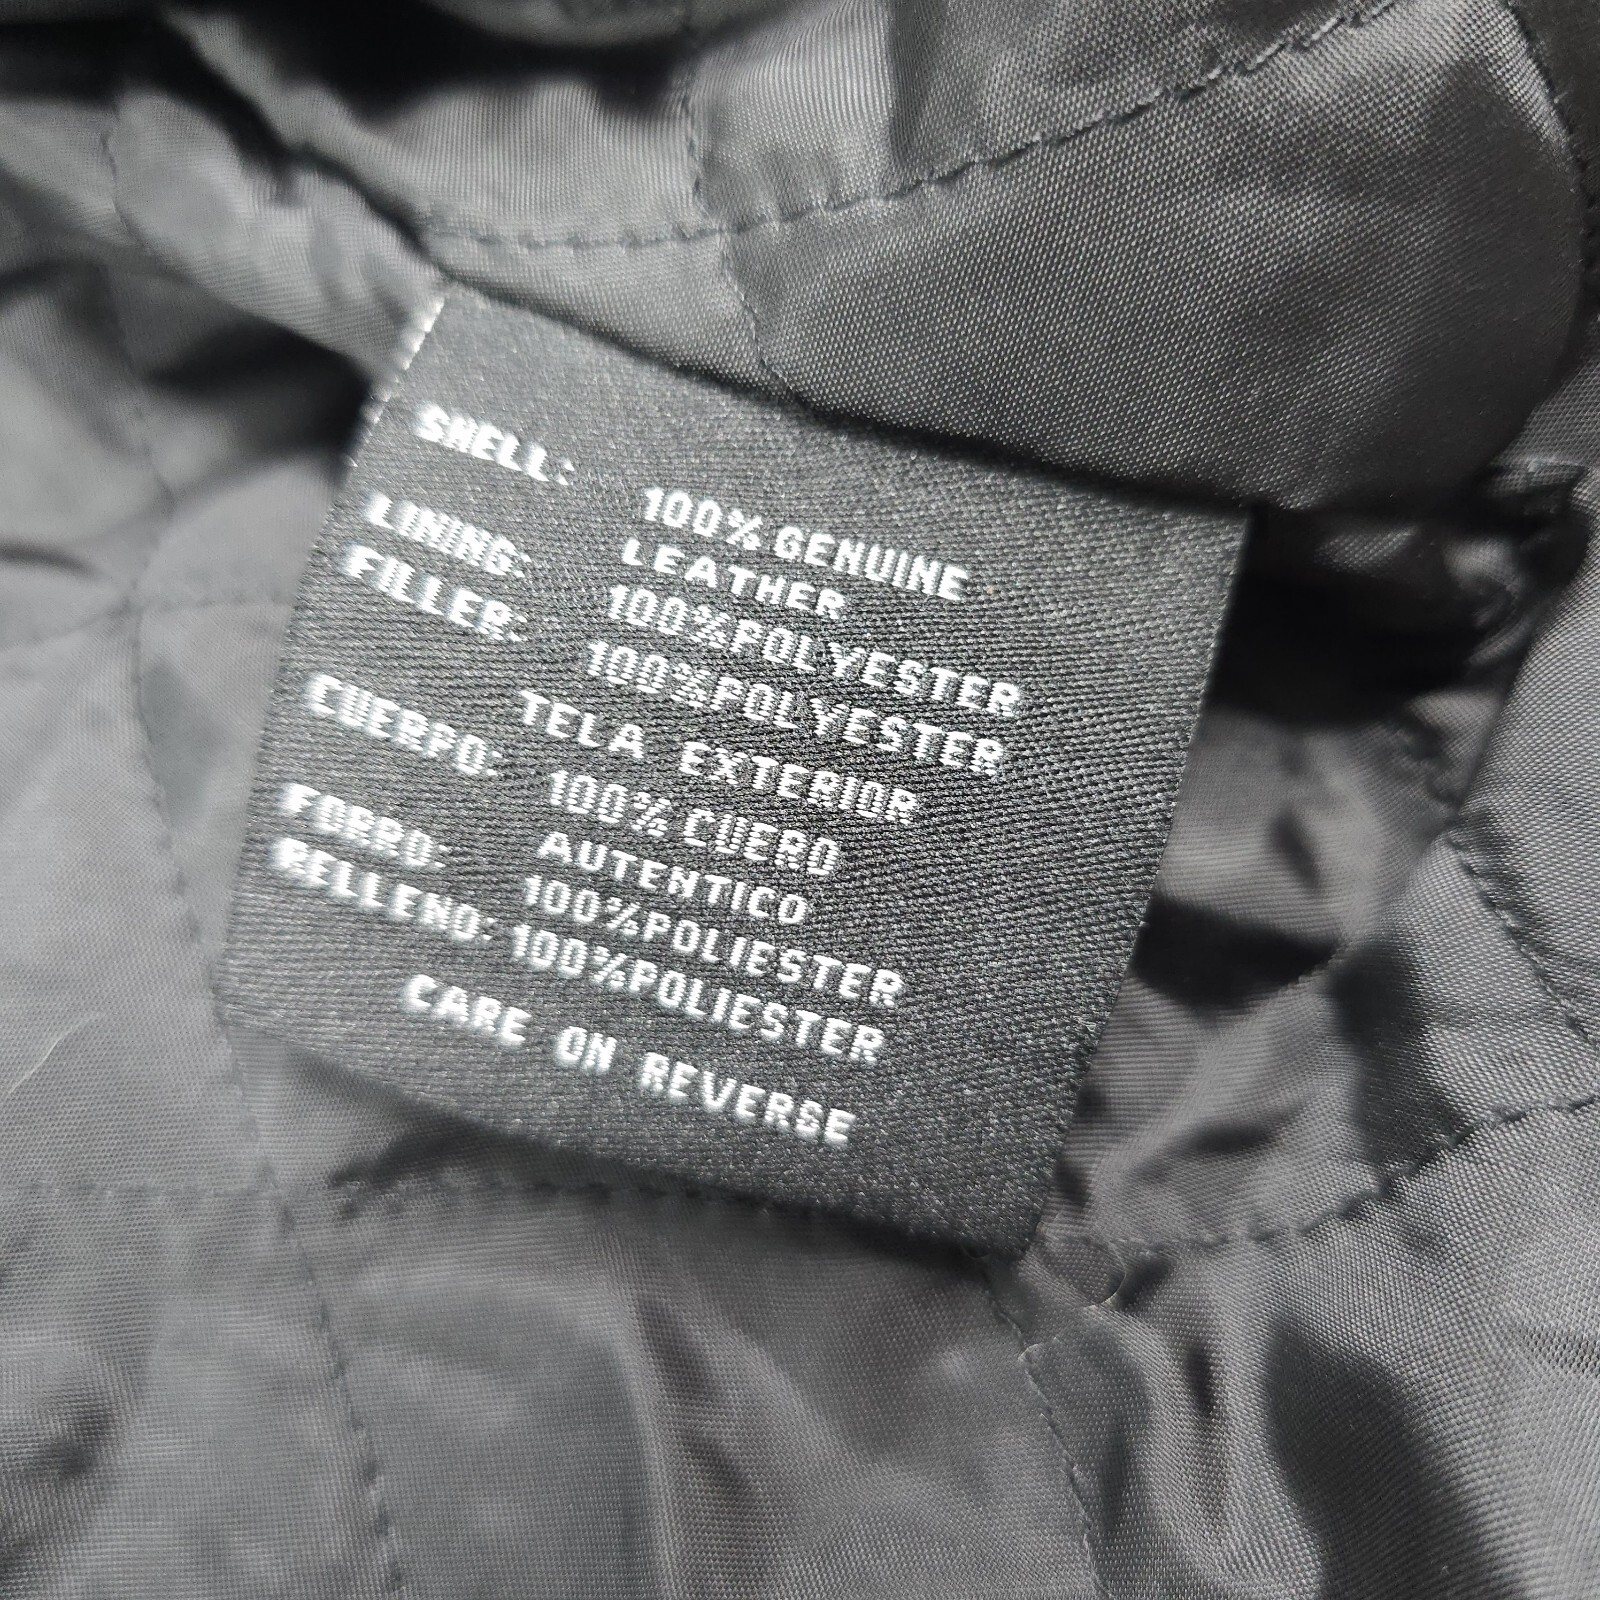 SHELL: 100% GENUINE
LEATHER
LINING: 100%POLYESTER
FILLER: 100%POLYESTER
TELA EXTERIOR
CUERPO: 100% CUERO
AUTENTICO
FORRO: 100%POLIESTER
RELLENO: 100%POLIESTER
CARE ON REVERSE